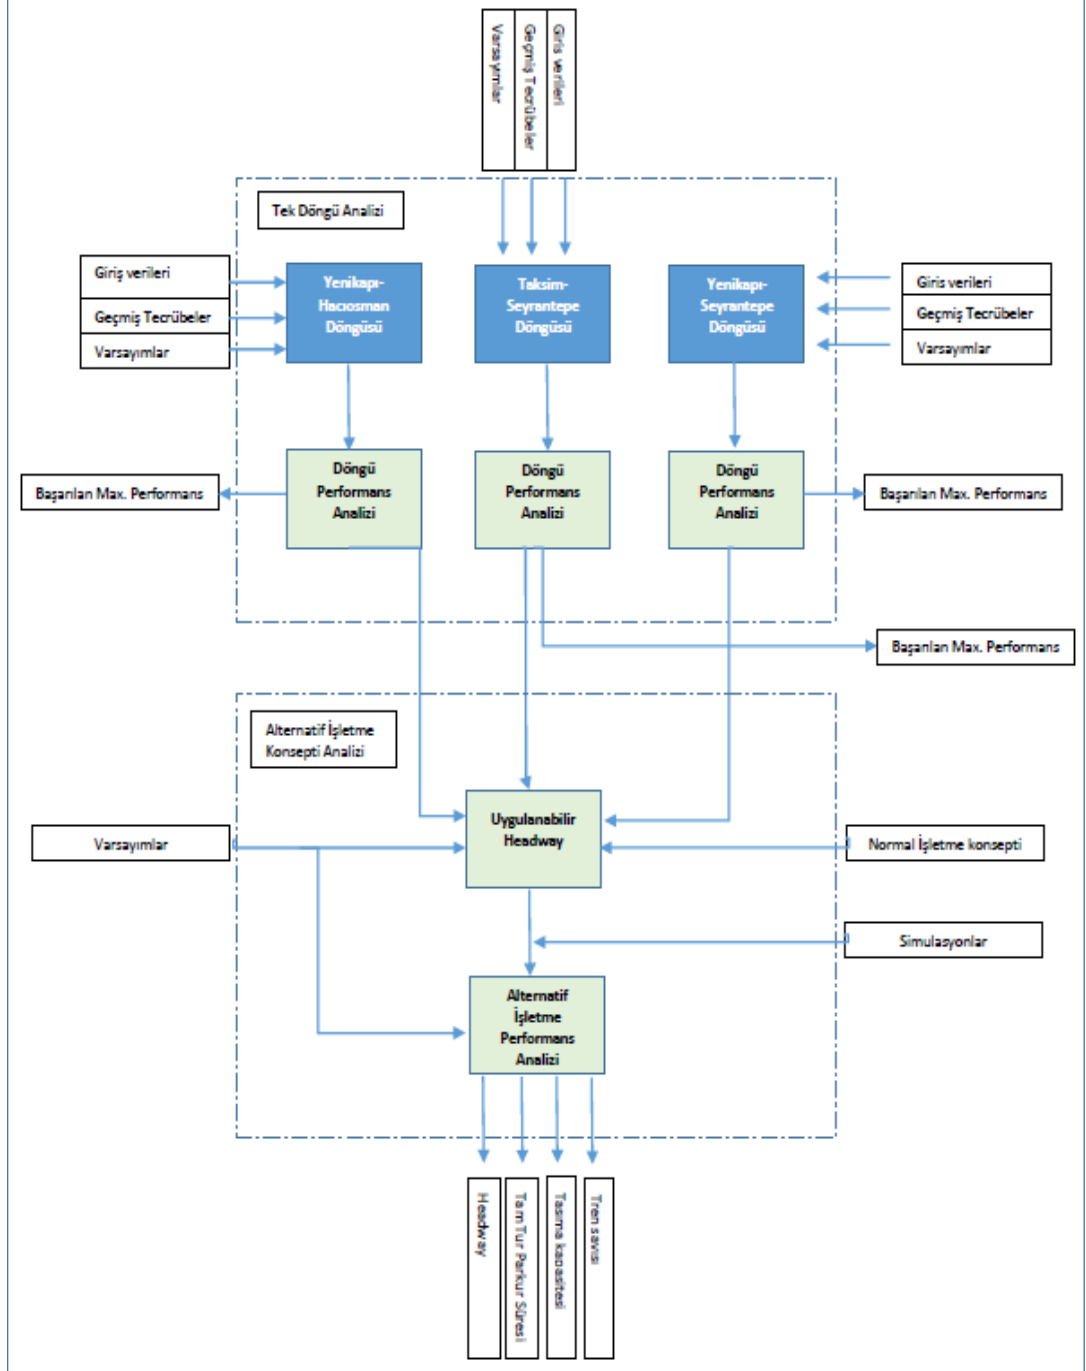 Varsayımlar
Geçmiş Tecrübeler
Giris verileri
Tek Döngü Analizi
Giriş verileri
Geçmiş Tecrübeler
Varsayımlar
Yenikapı-
Hacıosman
Döngüsü
Taksim-
Seyrantepe
Döngüsü
Yenikapı-
Seyrantepe
Döngüsü
Giris verileri
Geçmiş Tecrübeler
Varsayımlar
Başarılan Max. Performans
Döngü
Performans
Analizi
Döngü
Performans
Analizi
Döngü
Performans
Analizi
Başarılan Max. Performans
Başarılan Max. Performans
Alternatif İşletme
Konsepti Analizi
Varsayımlar
Uygulanabilir
Headway
Normal İşletme konsepti
Simulasyonlar
Alternatif
İşletme
Performans
Analizi
Headway
Tam Tur Parkur Süresi
Tasıma kapasitesi
Tren savısı